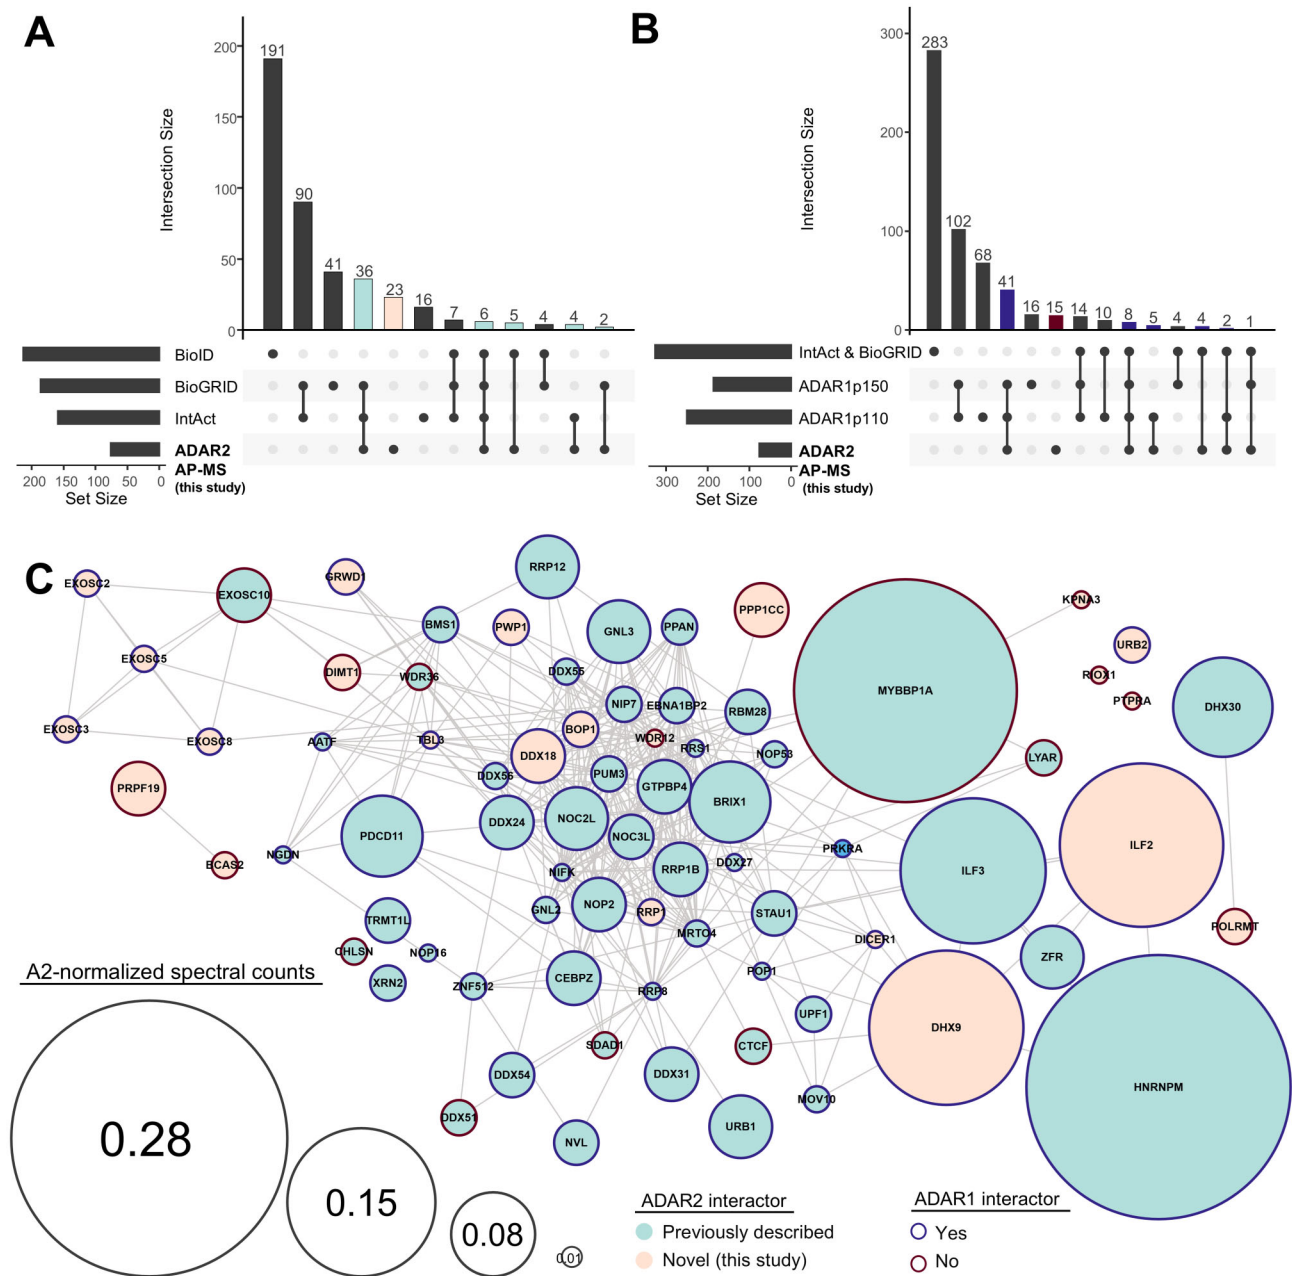 A
Intersection Size
200
150
100
50
0
191
90
41
36
23
16
7
6
5
4
4
2
BioID
BioGRID
IntAct
ADAR2
AP-MS
(this study)
200 150 100 50 0
Set Size
B
Intersection Size
300
200
100
0
283
102
68
41
16
15
14
10
8
5
4
4
2
1
IntAct & BioGRID
ADAR1p150
ADAR1p110
ADAR2
AP-MS
(this study)
300 200 100 0
Set Size
C
EXOSC2
EXOSC10
GRWD1
RRP12
BMS1
PWP1
GNL3
PPAN
PPP1CC
MYBBP1A
KPNA3
URB2
RIOX1
PTPRA
DHX30
EXOSC5
DIMT1
WDR36
DDX55
NIP7
EBNA1BP2
RBM28
EXOSC3
EXOSC8
AATF
TBL3
BOP1
WDR12
RRS1
NOP53
LYAR
DDX18
PRPF19
DDX56
PUM3
GTPBP4
BRIX1
PDCD11
DDX24
NOC2L
NOC3L
PRKRA
ILF3
ILF2
BCAS2
NGDN
NIFK
RRP1B
DDX27
TRMT1L
GNL2
NOP2
RRP1
STAU1
POLRMT
CHLSN
NOP16
MRTO4
DICER1
ZFR
XRN2
ZNF512
CEBPZ
RRP8
POP1
UPF1
DHX9
SDAD1
CTCF
DDX54
DDX31
MOV10
HNRNPM
DDX51
NVL
URB1
A2-normalized spectral counts
0.28
0.15
0.08
0.01
ADAR2 interactor
Previously described
Novel (this study)
ADAR1 interactor
Yes
No